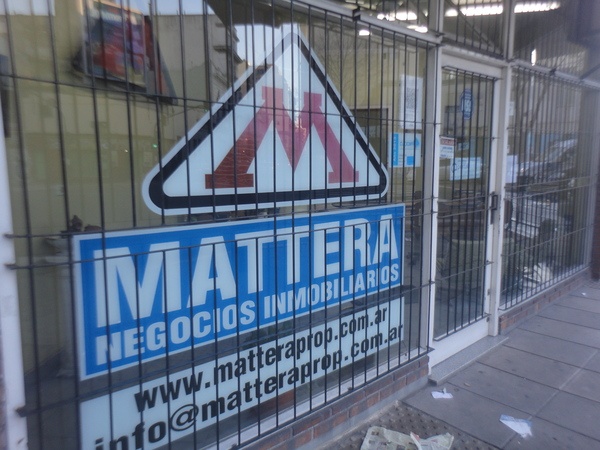 M
MATTERA
NEGOCIOS INMOBILIARIOS
www.matteraprop.com.ar
info@matteraprop.com.ar